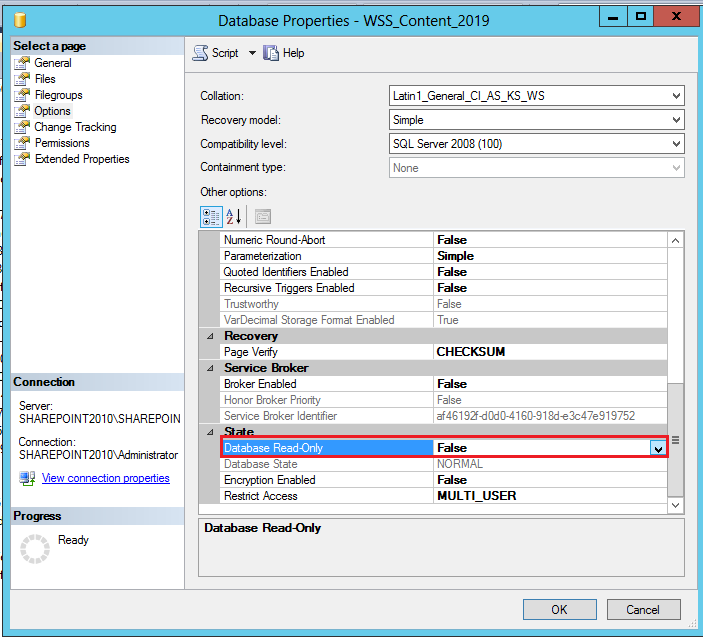 Database Properties - WSS_Content_2019
Select a page
General
Files
Filegroups
Options
Change Tracking
Permissions
Extended Properties
Connection
Server:
SHAREPOINT2010\SHAREPOIN
Connection:
SHAREPOINT2010\Administrator
View connection properties
Progress
Ready
Script
Help
Collation: Latin1_General_CI_AS_KS_WS
Recovery model: Simple
Compatibility level: SQL Server 2008 (100)
Containment type: None
Other options:
Numeric Round-Abort False
Parameterization Simple
Quoted Identifiers Enabled False
Recursive Triggers Enabled False
Trustworthy False
VarDecimal Storage Format Enabled True
Recovery
Page Verify CHECKSUM
Service Broker
Broker Enabled False
Honor Broker Priority False
Service Broker Identifier af46192f-d0d0-4160-918d-e3c47e919752
State
Database Read-Only False
Database State NORMAL
Encryption Enabled False
Restrict Access MULTI_USER
Database Read-Only
OK
Cancel